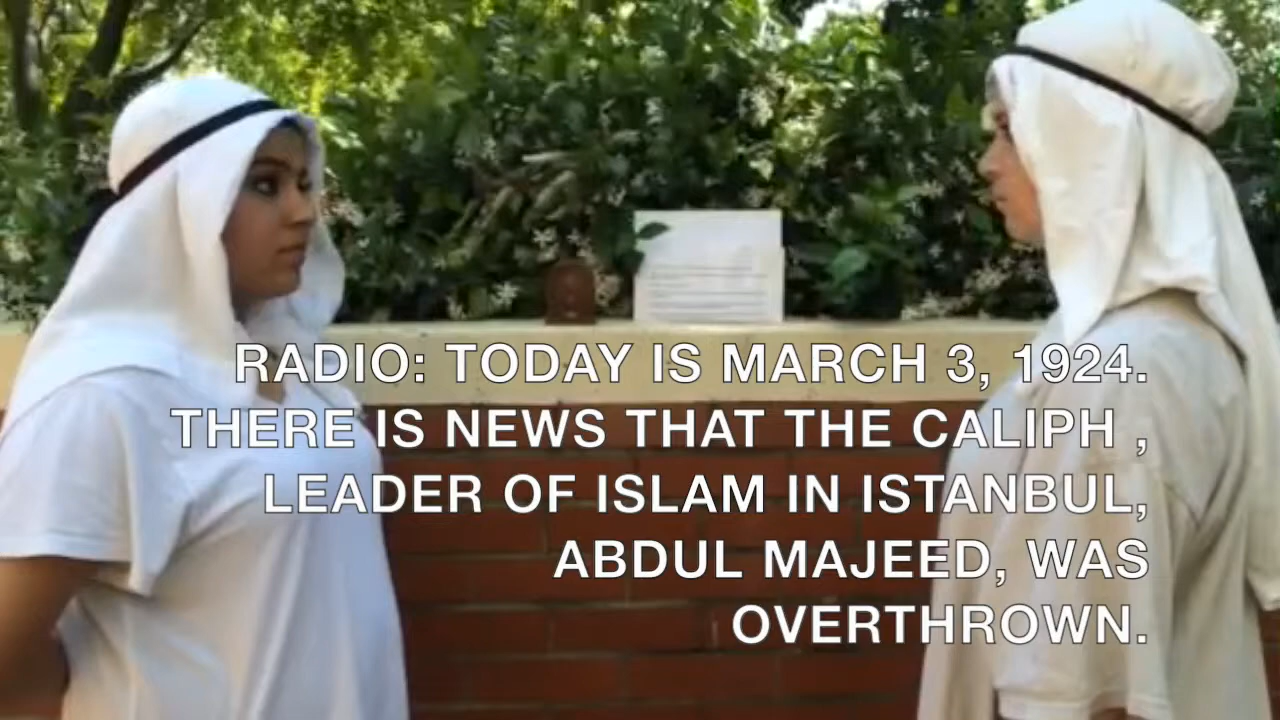 RADIO: TODAY IS MARCH 3, 1924.
THERE IS NEWS THAT THE CALIPH ,
LEADER OF ISLAM IN ISTANBUL,
ABDUL MAJEED, WAS
OVERTHROWN.